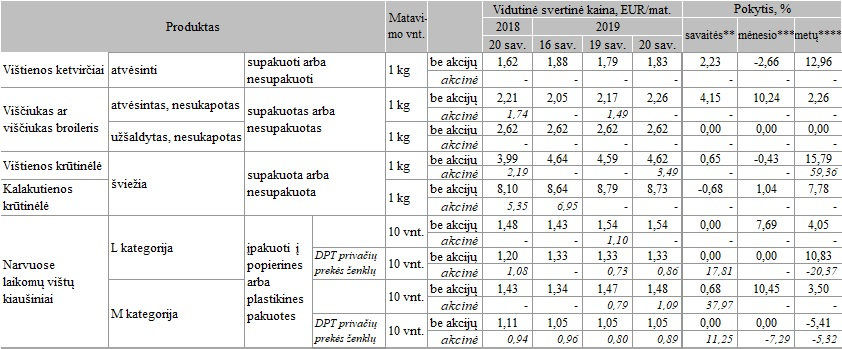 Produktas Matavi- mo vnt. Vidutinė svertinė kaina, EUR/mat. Pokytis, %
2018 2019 savaitės** mėnesio*** metų****
20 sav. 16 sav. 19 sav. 20 sav.
Vištienos ketvirčiai atvėsinti supakuoti arba nesupakuoti 1 kg be akcijų 1,62 1,88 1,79 1,83 2,23 -2,66 12,96
akcinė - - - - - - -
Viščiukas ar viščiukas broileris atvėsintas, nesukapotas supakuotas arba nesupakuotas 1 kg be akcijų 2,21 2,05 2,17 2,26 4,15 10,24 2,26
akcinė 1,74 - 1,49 - - - -
užšaldytas, nesukapotas 1 kg be akcijų 2,62 2,62 2,62 2,62 0,00 0,00 0,00
akcinė - - - - - - -
Vištienos krūtinėlė šviežia supakuota arba nesupakuota 1 kg be akcijų 3,99 4,64 4,59 4,62 0,65 -0,43 15,79
akcinė 2,19 - - 3,49 - - 59,36
Kalakutienos krūtinėlė 1 kg be akcijų 8,10 8,64 8,79 8,73 -0,68 1,04 7,78
akcinė 5,35 6,95 - - - - -
Narvuose laikomų vištų kiaušiniai L kategorija įpakuoti į popierines arba plastikines pakuotes 10 vnt. be akcijų 1,48 1,43 1,54 1,54 0,00 7,69 4,05
akcinė - - 1,10 - - - -
DPT privačių prekės ženklų 10 vnt. be akcijų 1,20 1,33 1,33 1,33 0,00 0,00 10,83
akcinė 1,08 - 0,73 0,86 17,81 - -20,37
M kategorija 10 vnt. be akcijų 1,43 1,34 1,47 1,48 0,68 10,45 3,50
akcinė - - 0,79 1,09 37,97 - -
DPT privačių prekės ženklų 10 vnt. be akcijų 1,11 1,05 1,05 1,05 0,00 0,00 -5,41
akcinė 0,94 0,96 0,80 0,89 11,25 -7,29 -5,32